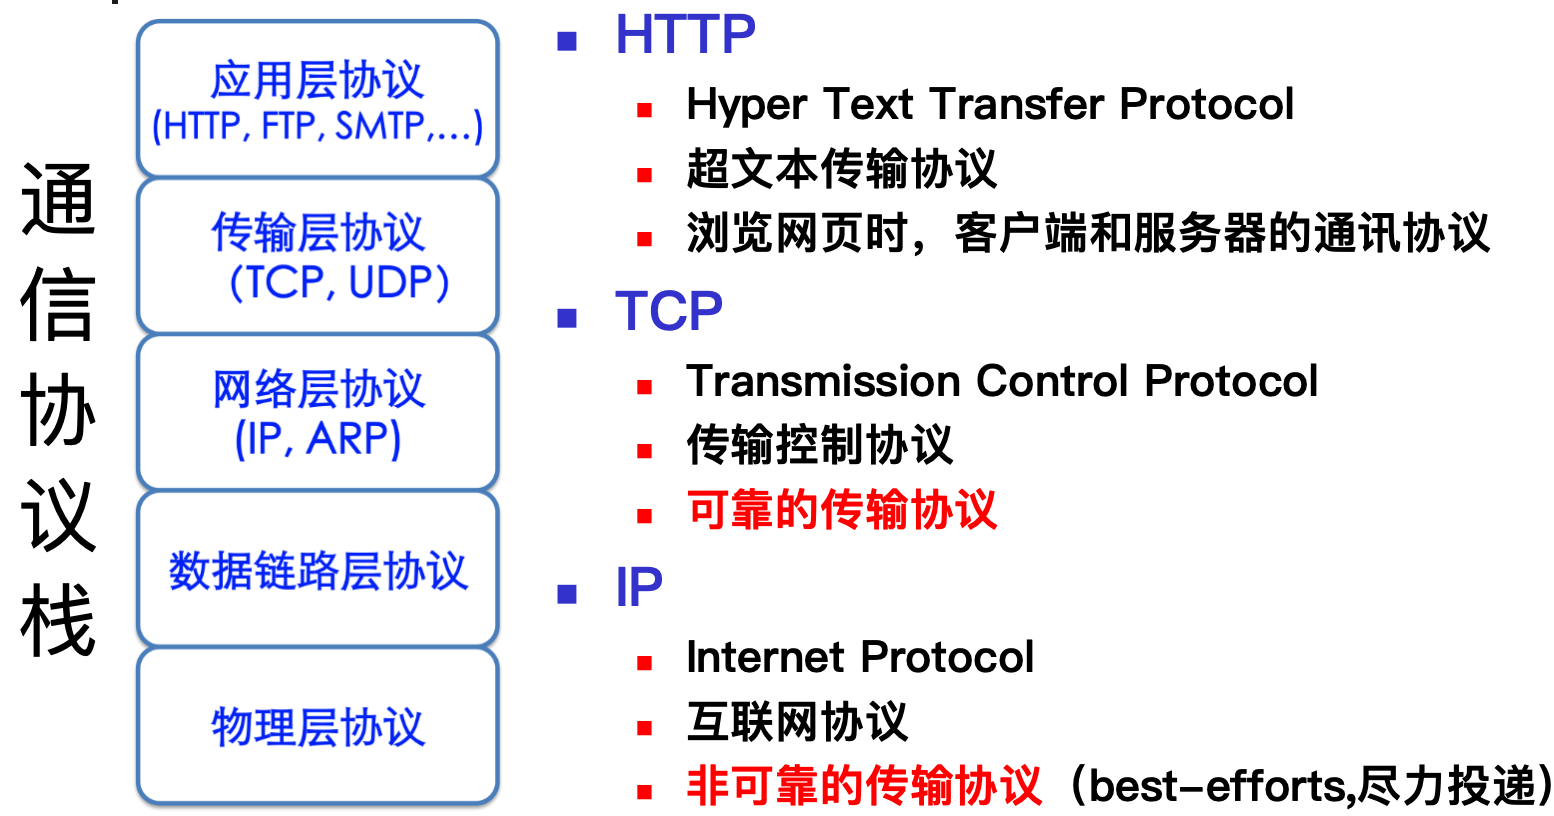 通信协议栈
应用层协议
(HTTP, FTP, SMTP,...)
传输层协议
（TCP, UDP）
网络层协议
(IP, ARP)
数据链路层协议
物理层协议
HTTP
Hyper Text Transfer Protocol
超文本传输协议
浏览网页时，客户端和服务器的通讯协议
TCP
Transmission Control Protocol
传输控制协议
可靠的传输协议
IP
Internet Protocol
互联网协议
非可靠的传输协议（best-efforts,尽力投递）